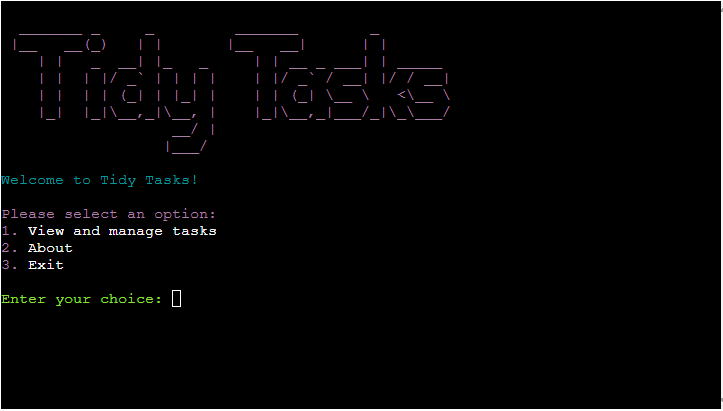 Tidy Tasks
Welcome to Tidy Tasks!
Please select an option:
1. View and manage tasks
2. About
3. Exit
Enter your choice: